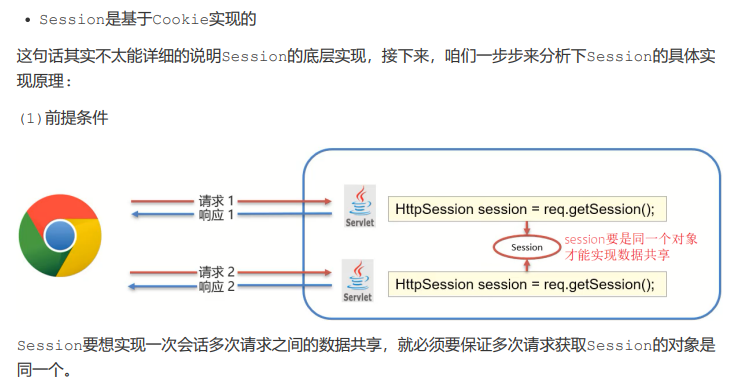 • Session是基于Cookie实现的
这句话其实不太能详细的说明Session的底层实现，接下来，咱们一步步来分析下Session的具体实
现原理：
(1)前提条件
请求 1
响应 1
Servlet
HttpSession session = req.getSession();
Session
session要是同一个对象
才能实现数据共享
请求 2
响应 2
Servlet
HttpSession session = req.getSession();
Session要想实现一次会话多次请求之间的数据共享，就必须要保证多次请求获取Session的对象是
同一个。